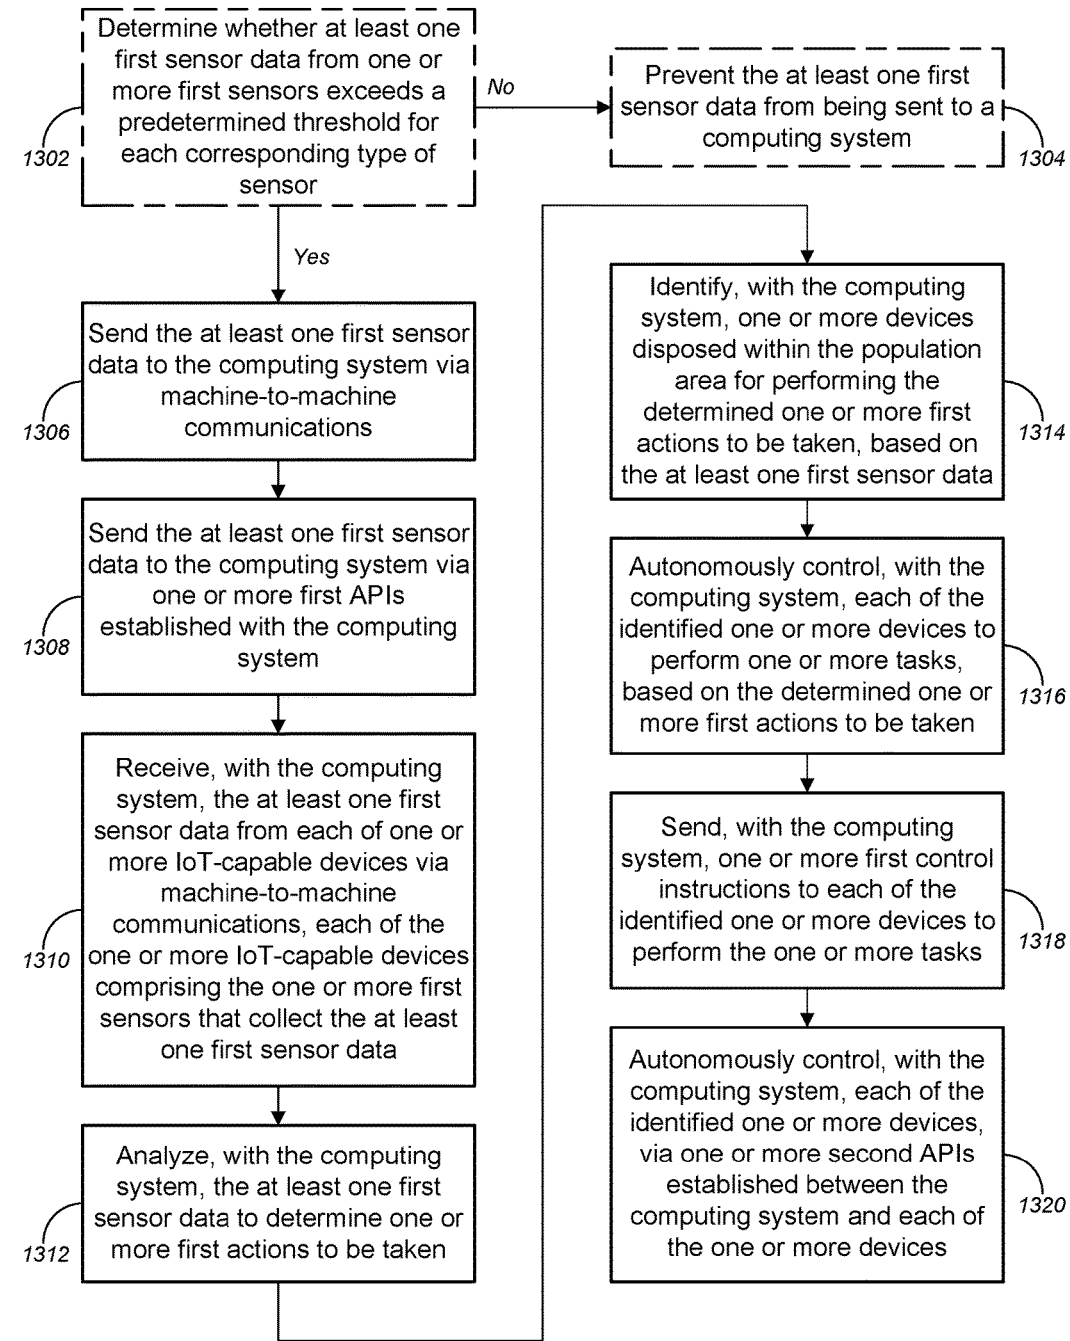 Determine whether at least one
first sensor data from one or
more first sensors exceeds a
predetermined threshold for
each corresponding type of
sensor
1302
No
Prevent the at least one first
sensor data from being sent to a
computing system
1304
Yes
Send the at least one first sensor
data to the computing system via
machine-to-machine
communications
1306
Send the at least one first sensor
data to the computing system via
one or more first APIs
established with the computing
system
1308
Receive, with the computing
system, the at least one first
sensor data from each of one or
more IoT-capable devices via
machine-to-machine
communications, each of the
one or more IoT-capable devices
comprising the one or more first
sensors that collect the at least
one first sensor data
1310
Analyze, with the computing
system, the at least one first
sensor data to determine one or
more first actions to be taken
1312
Identify, with the computing
system, one or more devices
disposed within the population
area for performing the
determined one or more first
actions to be taken, based on
the at least one first sensor data
1314
Autonomously control, with the
computing system, each of the
identified one or more devices to
perform one or more tasks,
based on the determined one or
more first actions to be taken
1316
Send, with the computing
system, one or more first control
instructions to each of the
identified one or more devices to
perform the one or more tasks
1318
Autonomously control, with the
computing system, each of the
identified one or more devices,
via one or more second APIs
established between the
computing system and each of
the one or more devices
1320